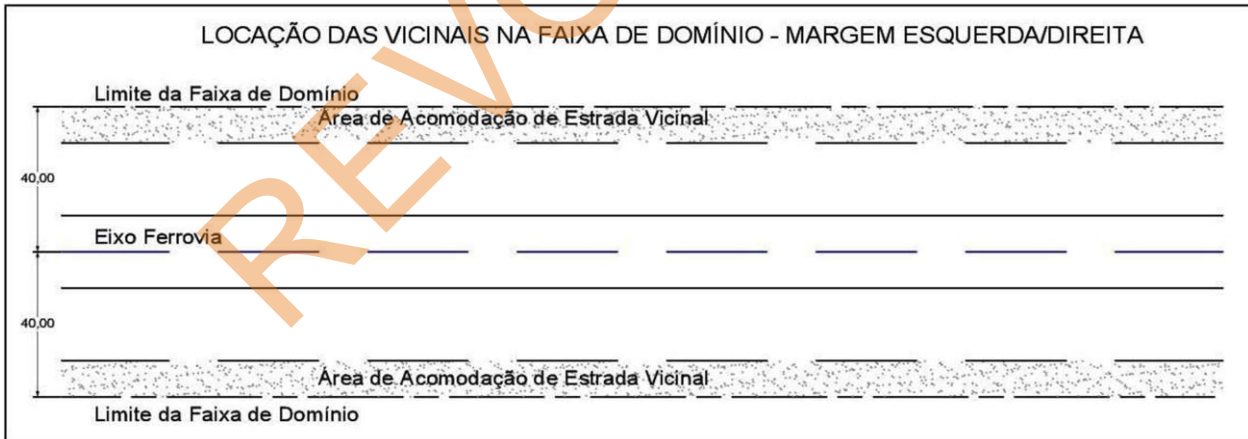 LOCAÇÃO DAS VICINAIS NA FAIXA DE DOMÍNIO - MARGEM ESQUERDA/DIREITA
Limite da Faixa de Domínio
Área de Acomodação de Estrada Vicinal
40,00
Eixo Ferrovia
40,00
Área de Acomodação de Estrada Vicinal
Limite da Faixa de Domínio
REVO